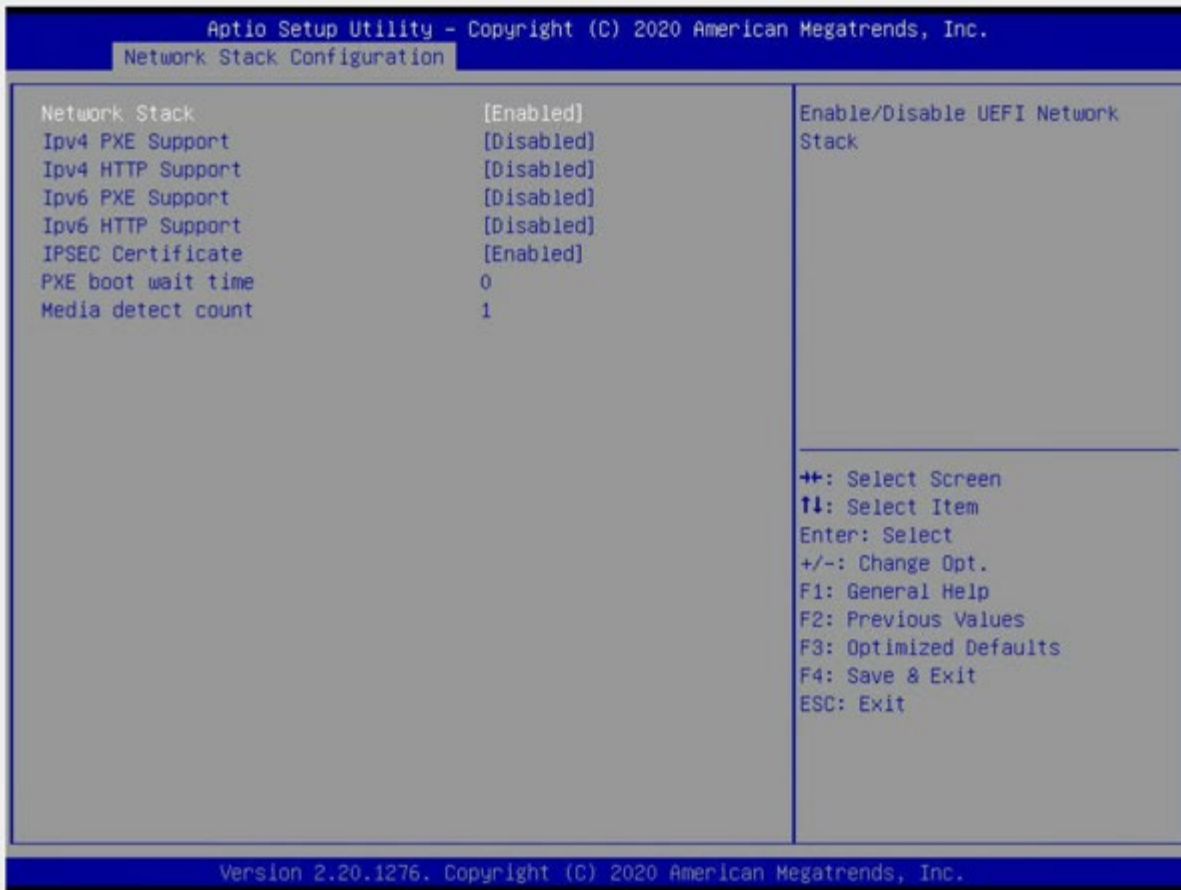 Aptio Setup Utility – Copyright (C) 2020 American Megatrends, Inc.
Network Stack Configuration
Network Stack [Enabled]
Ipv4 PXE Support [Disabled]
Ipv4 HTTP Support [Disabled]
Ipv6 PXE Support [Disabled]
Ipv6 HTTP Support [Disabled]
IPSEC Certificate [Enabled]
PXE boot wait time 0
Media detect count 1
Enable/Disable UEFI Network
Stack
→←: Select Screen
↑↓: Select Item
Enter: Select
+/-: Change Opt.
F1: General Help
F2: Previous Values
F3: Optimized Defaults
F4: Save & Exit
ESC: Exit
Version 2.20.1276. Copyright (C) 2020 American Megatrends, Inc.